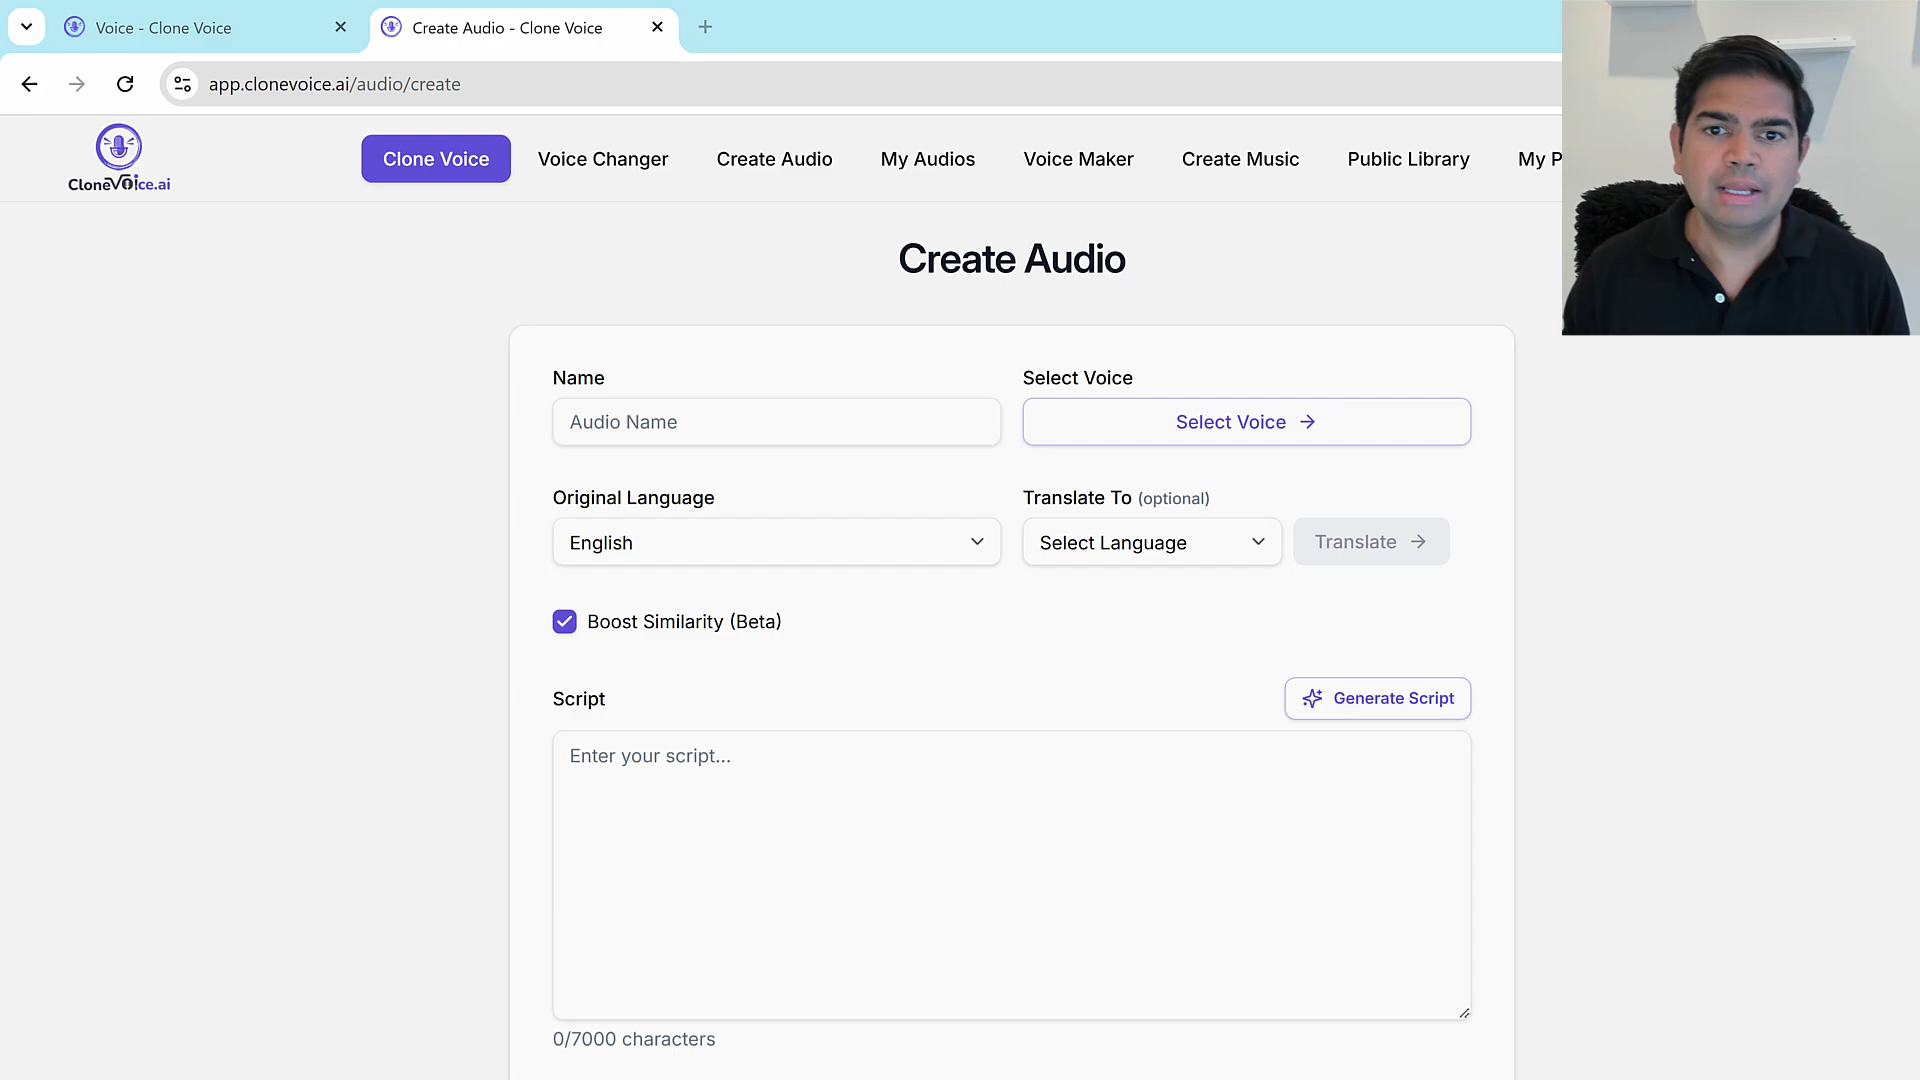 Voice - Clone Voice
Create Audio - Clone Voice
app.clonevoice.ai/audio/create
CloneVoice.ai
Clone Voice
Voice Changer
Create Audio
My Audios
Voice Maker
Create Music
Public Library
My P
Create Audio
Name
Select Voice
Audio Name
Select Voice
Original Language
Translate To (optional)
English
Select Language
Translate
Boost Similarity (Beta)
Script
Generate Script
Enter your script...
0/7000 characters